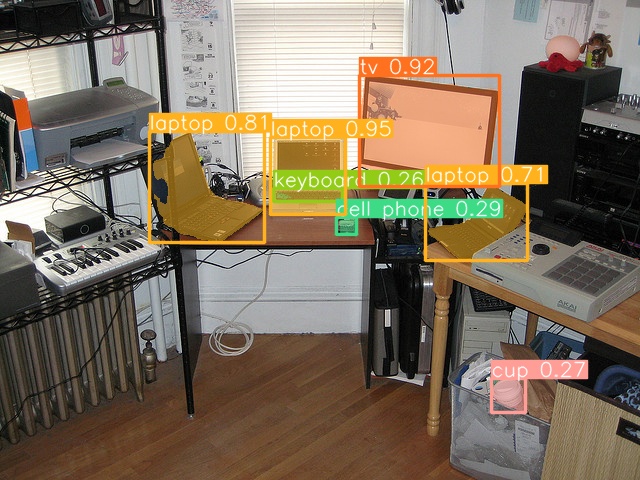 tv 0.92
laptop 0.81
laptop 0.95
keyboard 0.26
laptop 0.71
cell phone 0.29
AKAI
cup 0.27